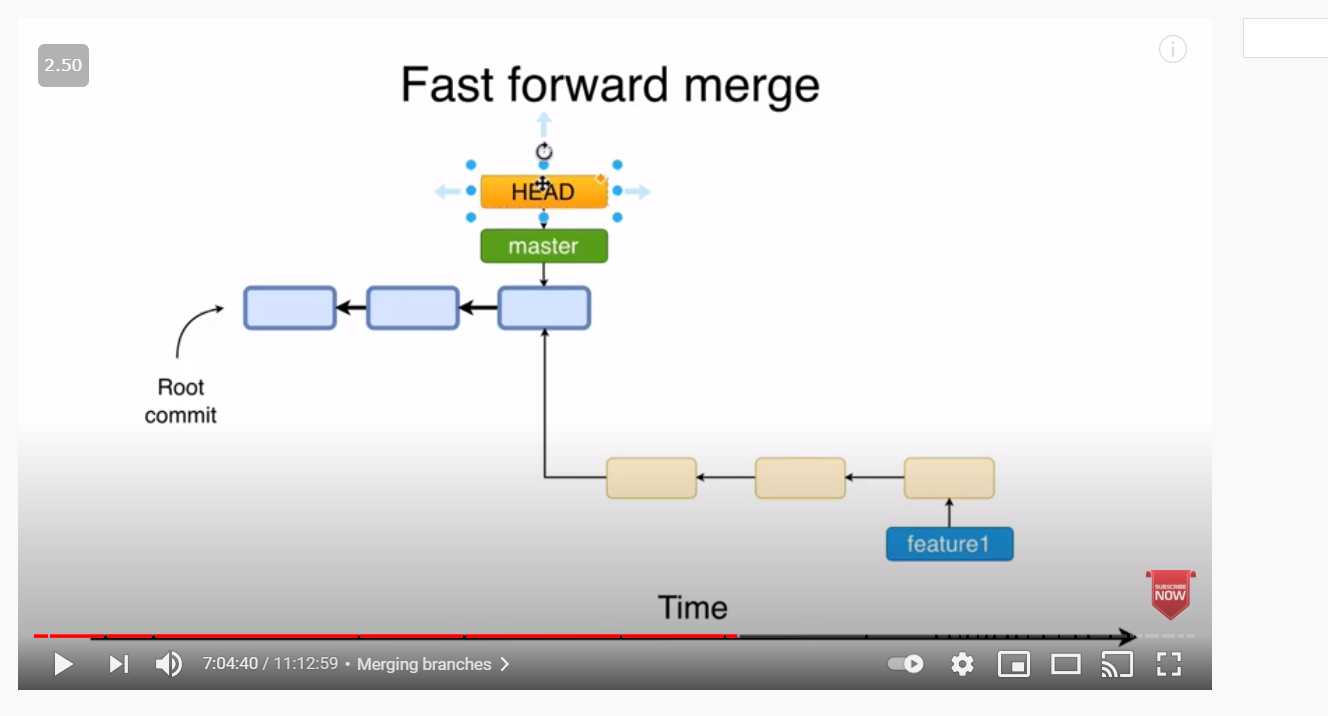 2.50
Fast forward merge
HEAD
master
Root
commit
feature1
SUBSCRIBE
NOW
Time
7:04:40 / 11:12:59 • Merging branches